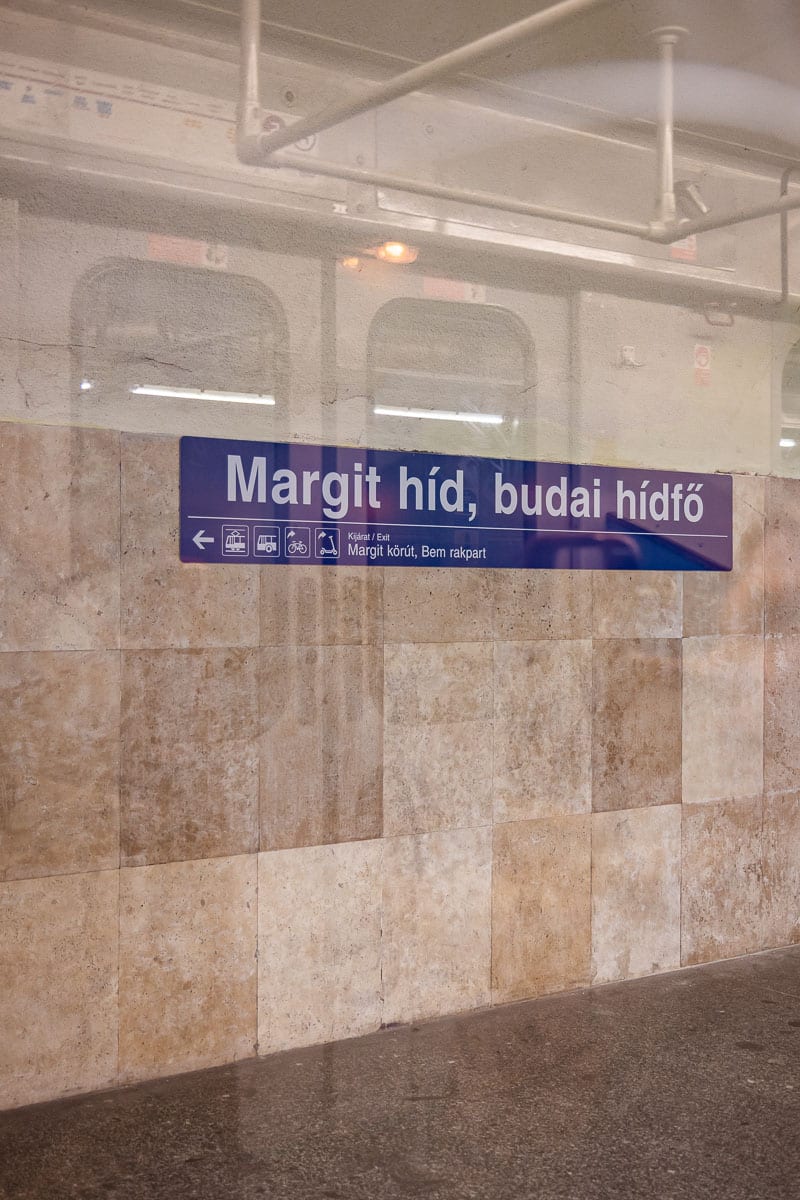 Margit híd, budai hídfő
Kijárat / Exit
Margit körút, Bem rakpart